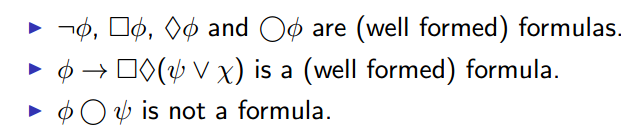 ▶ ¬ϕ, □ϕ, ◊ϕ and ◯ϕ are (well formed) formulas.
▶ ϕ → □◊(ψ ∨ χ) is a (well formed) formula.
▶ ϕ ◯ ψ is not a formula.